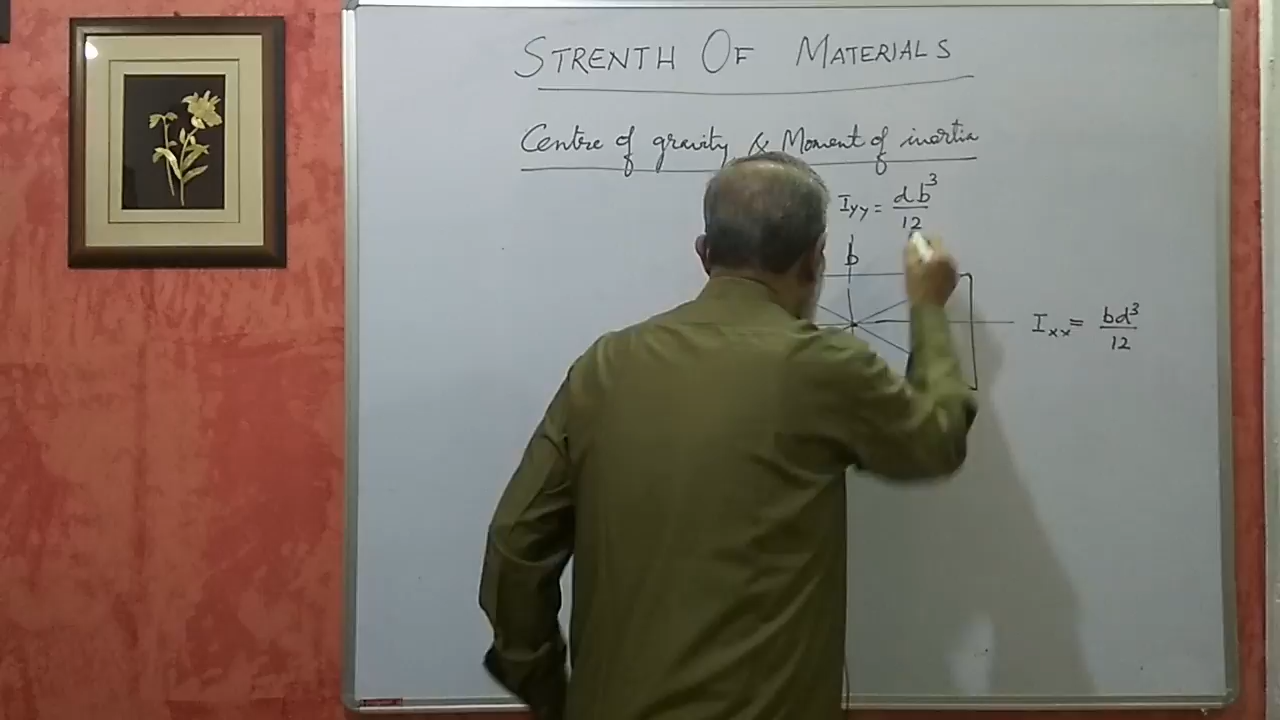 STRENTH OF MATERIALS
Centre of gravity & Moment of inertia
Iyy = db³/12
b
Ixx = bd³/12